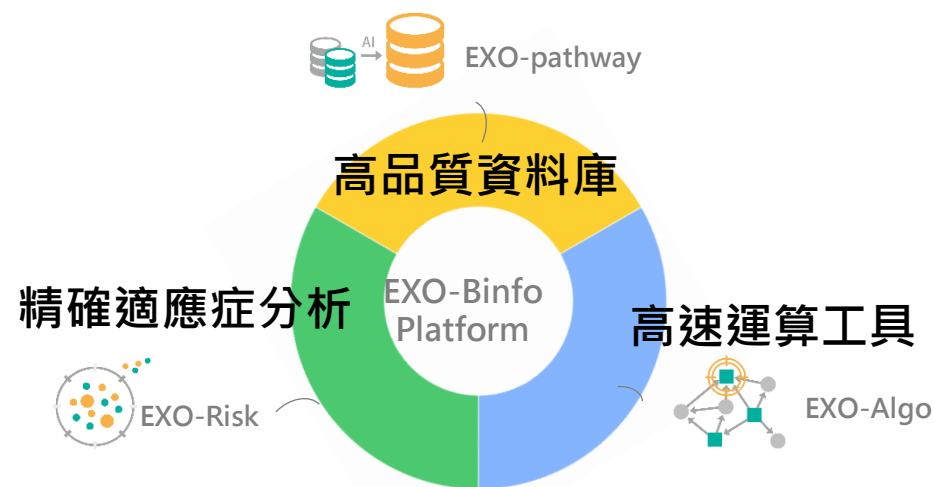 AI
EXO-pathway
高品質資料庫
EXO-Binfo
Platform
精確適應症分析
高速運算工具
EXO-Risk
EXO-Algo